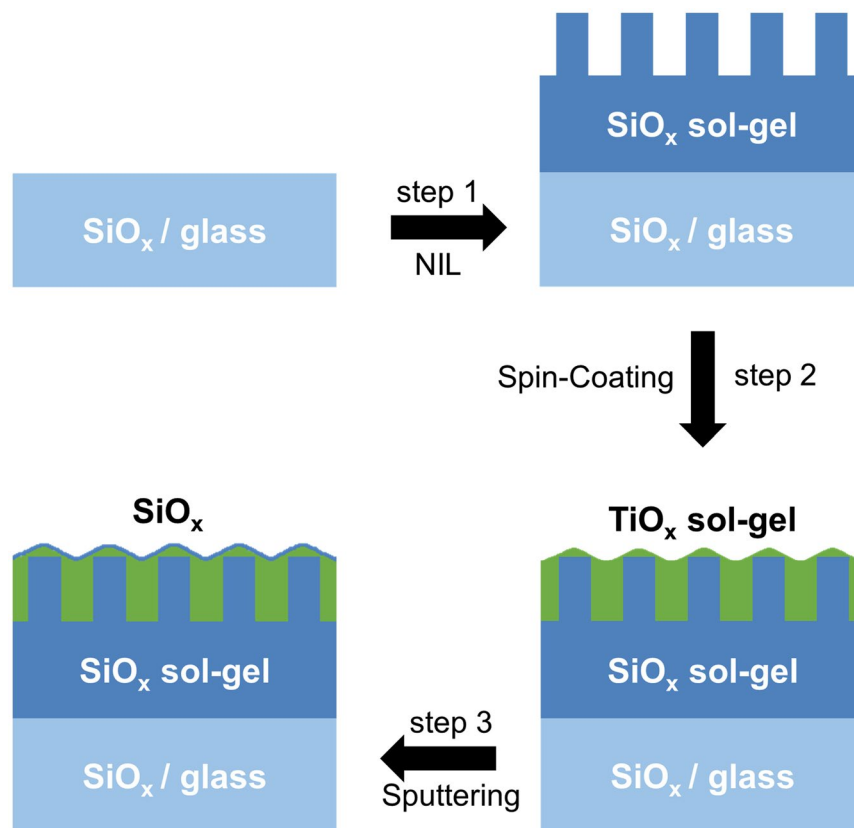 SiOₓ sol-gel
SiOₓ / glass
step 1
NIL
SiOₓ / glass
Spin-Coating step 2
SiOₓ
TiOₓ sol-gel
SiOₓ sol-gel
SiOₓ sol-gel
step 3
Sputtering
SiOₓ / glass
SiOₓ / glass